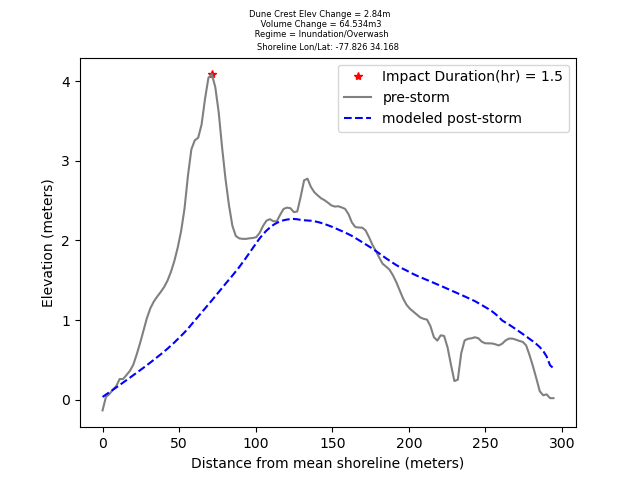 Dune Crest Elev Change = 2.84m
Volume Change = 64.534m3
Regime = Inundation/Overwash
Shoreline Lon/Lat: -77.826 34.168
Impact Duration(hr) = 1.5
pre-storm
modeled post-storm
Elevation (meters)
4
3
2
1
0
0 50 100 150 200 250 300
Distance from mean shoreline (meters)